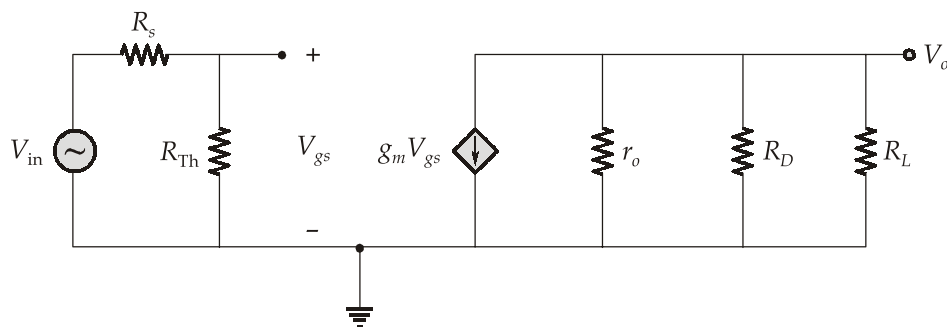 R_s
+
V_o
V_in
R_Th
V_gs
g_m V_gs
r_o
R_D
R_L
–